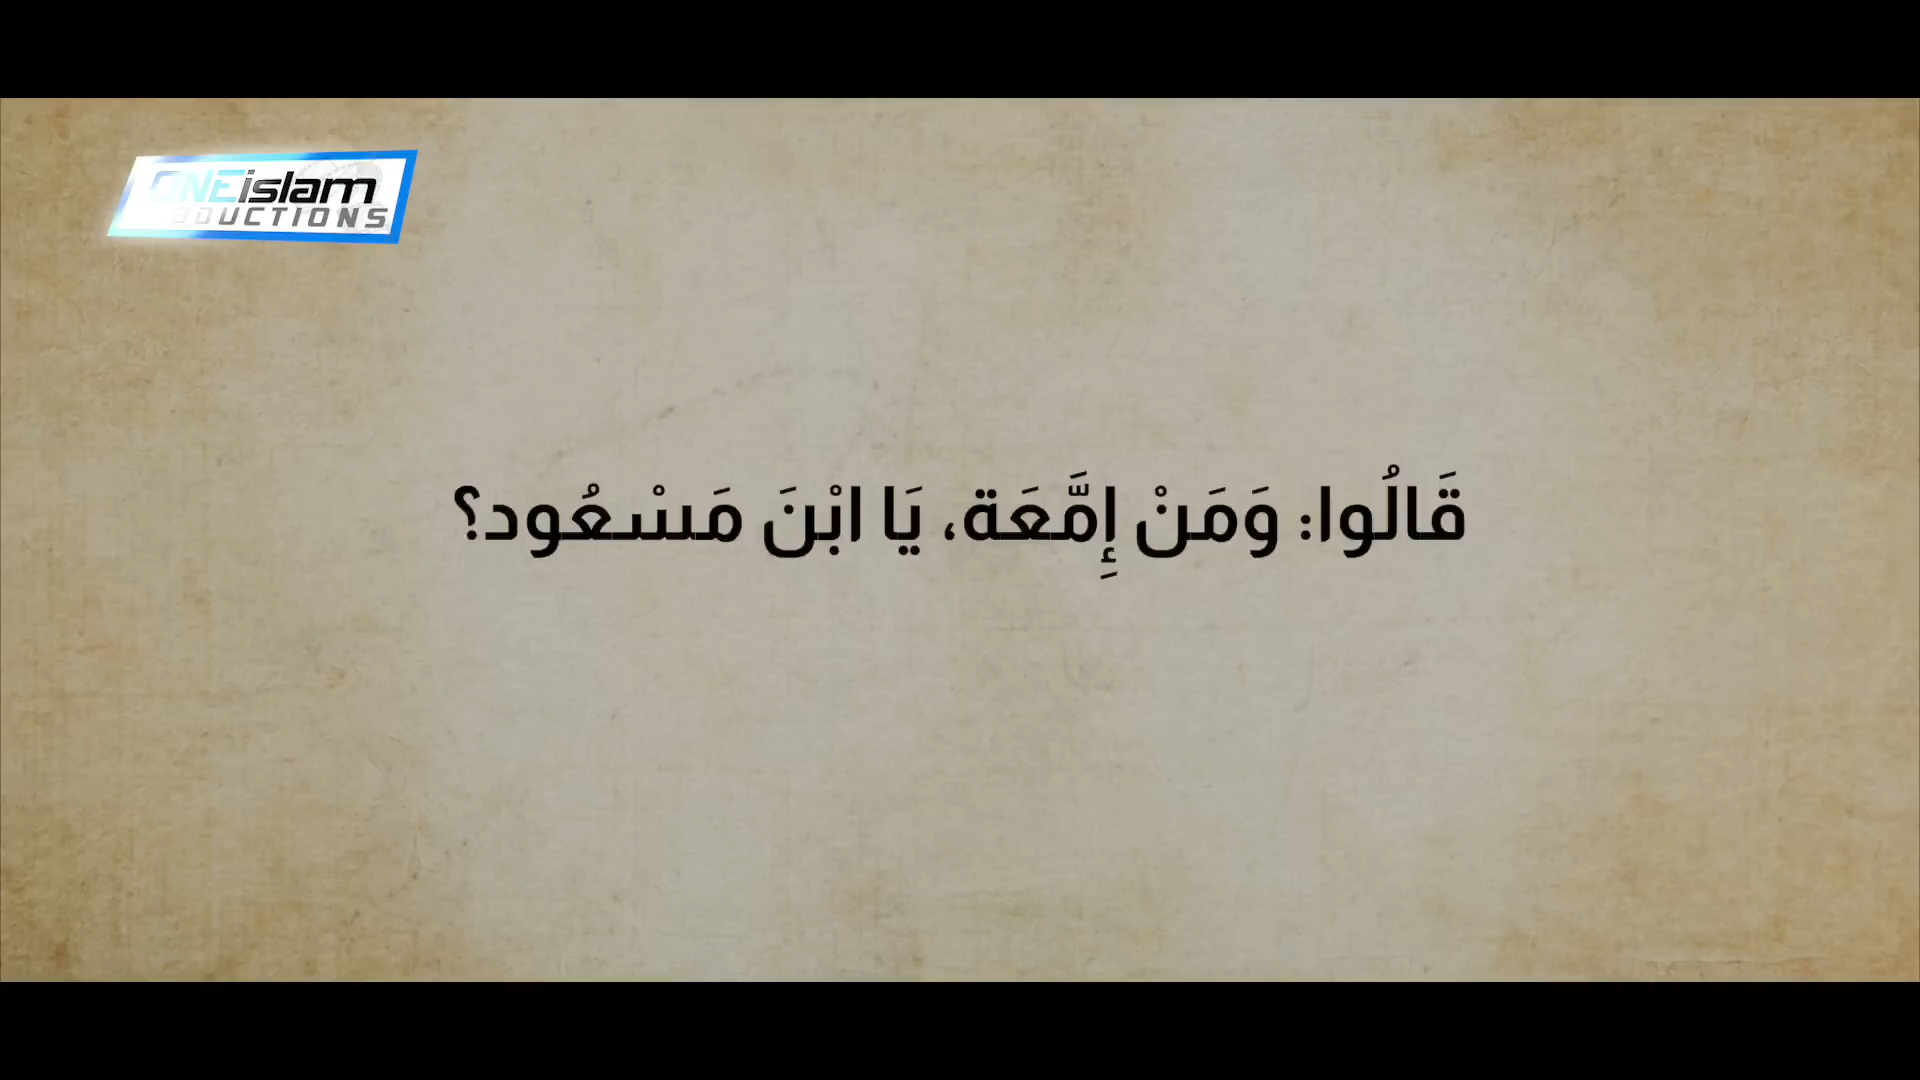 ONEislam
PRODUCTIONS
قَالُوا: وَمَنْ إِمَّعَة، يَا ابْنَ مَسْعُود؟